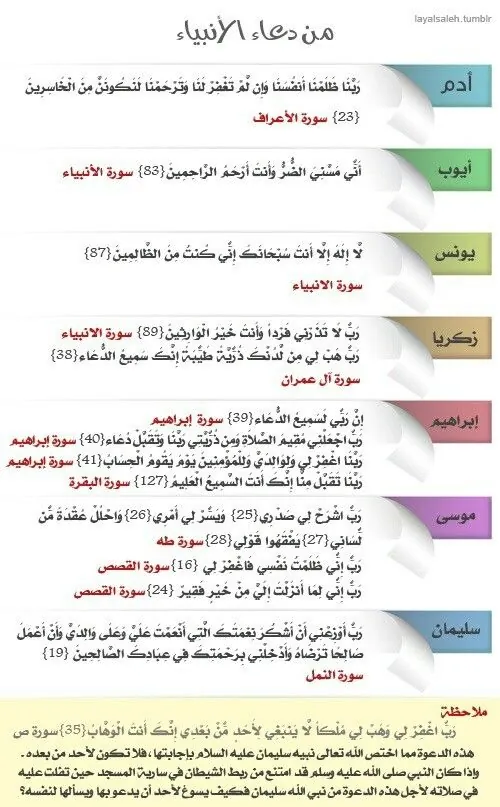 layalsaleh.tumblr
من دعاء الأنبياء
أدم
رَبَّنَا ظَلَمْنَا أَنفُسَنَا وَإِن لَّمْ تَغْفِرْ لَنَا وَتَرْحَمْنَا لَنَكُونَنَّ مِنَ الْخَاسِرِينَ
{23} سورة الأعراف
أيوب
أَنِّي مَسَّنِيَ الضُّرُّ وَأَنتَ أَرْحَمُ الرَّاحِمِينَ{83} سورة الأنبياء
يونس
لَّا إِلَهَ إِلَّا أَنتَ سُبْحَانَكَ إِنِّي كُنتُ مِنَ الظَّالِمِينَ{87}
سورة الانبياء
زكريا
رَبِّ لَا تَذَرْنِي فَرْداً وَأَنتَ خَيْرُ الْوَارِثِينَ{89} سورة الانبياء
رَبِّ هَبْ لِي مِن لَّدُنْكَ ذُرِّيَّةً طَيِّبَةً إِنَّكَ سَمِيعُ الدُّعَاء{38}
سورة آل عمران
إبراهيم
إِنَّ رَبِّي لَسَمِيعُ الدُّعَاء{39} سورة إبراهيم
رَبِّ اجْعَلْنِي مُقِيمَ الصَّلَاةِ وَمِن ذُرِّيَّتِي رَبَّنَا وَتَقَبَّلْ دُعَاء{40} سورة إبراهيم
رَبَّنَا اغْفِرْ لِي وَلِوَالِدَيَّ وَلِلْمُؤْمِنِينَ يَوْمَ يَقُومُ الْحِسَابُ{41} سورة إبراهيم
رَبَّنَا تَقَبَّلْ مِنَّا إِنَّكَ أَنتَ السَّمِيعُ الْعَلِيمُ{127} سورة البقرة
موسى
رَبِّ اشْرَحْ لِي صَدْرِي{25} وَيَسِّرْ لِي أَمْرِي{26} وَاحْلُلْ عُقْدَةً مِّن
لِّسَانِي{27} يَفْقَهُوا قَوْلِي{28} سورة طه
رَبِّ إِنِّي ظَلَمْتُ نَفْسِي فَاغْفِرْ لِي {16} سورة القصص
رَبِّ إِنِّي لِمَا أَنزَلْتَ إِلَيَّ مِنْ خَيْرٍ فَقِيرٌ {24} سورة القصص
سليمان
رَبِّ أَوْزِعْنِي أَنْ أَشْكُرَ نِعْمَتَكَ الَّتِي أَنْعَمْتَ عَلَيَّ وَعَلَى وَالِدَيَّ وَأَنْ أَعْمَلَ
صَالِحًا تَرْضَاهُ وَأَدْخِلْنِي بِرَحْمَتِكَ فِي عِبَادِكَ الصَّالِحِينَ {19}
سورة النمل
ملاحظة
رَبِّ اغْفِرْ لِي وَهَبْ لِي مُلْكاً لَّا يَنبَغِي لِأَحَدٍ مِّنْ بَعْدِي إِنَّكَ أَنتَ الْوَهَّابُ{35} سورة ص
هذه الدعوة مما اختص الله تعالى نبيه سليمان عليه السلام بإجابتها ، فلا تكون لأحد من بعده .
وإذا كان النبي صلى الله عليه وسلم قد امتنع من ربط الشيطان في سارية المسجد حين تفلت عليه
في صلاته لأجل هذه الدعوة من نبي الله سليمان فكيف يسوغ لأحد أن يدعو بها ويسألها لنفسه؟